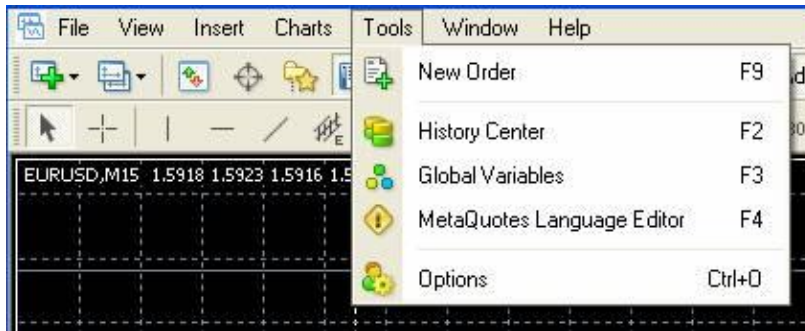 File View Insert Charts Tools Window Help
New Order F9
History Center F2
Global Variables F3
MetaQuotes Language Editor F4
Options Ctrl+O
E
EURUSD,M15 1.5918 1.5923 1.5916